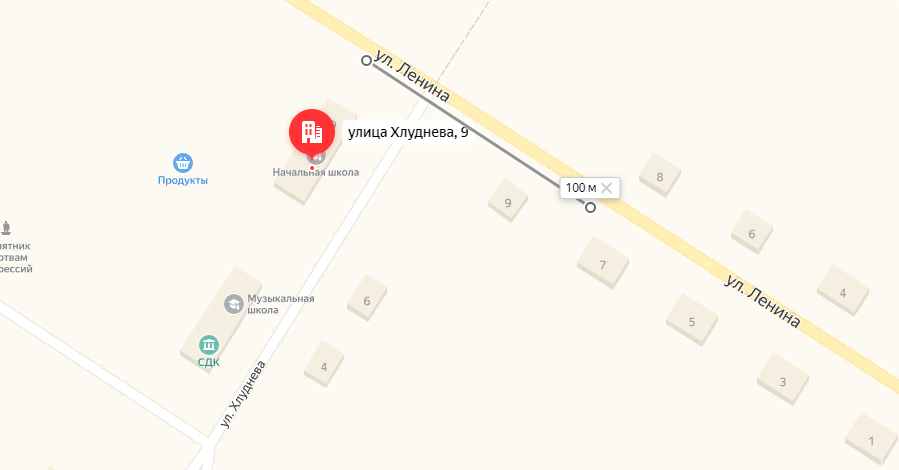 ул. Ленина
9
улица Хлуднева, 9
Начальная школа
Продукты
100 м
8
9
6
7
4
5
3
1
ул. Ленина
Музыкальная
школа
6
СДК
4
ул. Хлуднева